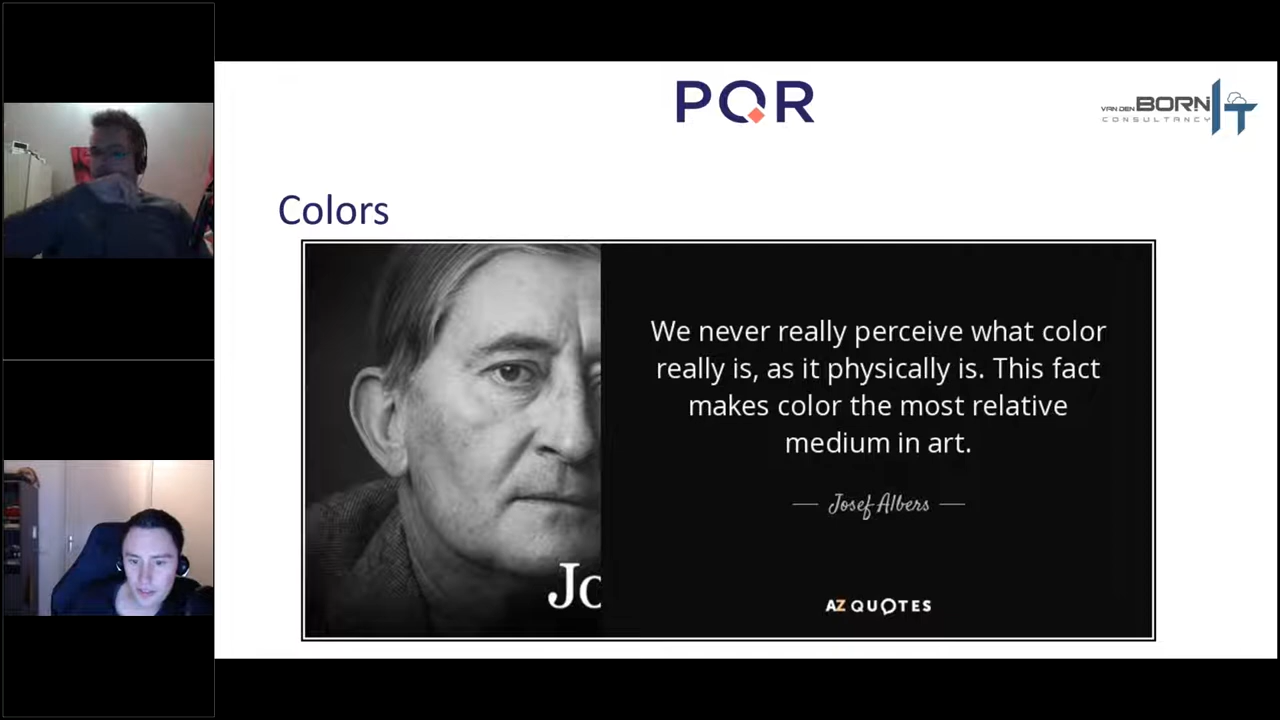 PQR
VAN DEN BORN IT
CONSULTANCY
Colors
We never really perceive what color
really is, as it physically is. This fact
makes color the most relative
medium in art.
Josef Albers
Jo
AZ QUOTES